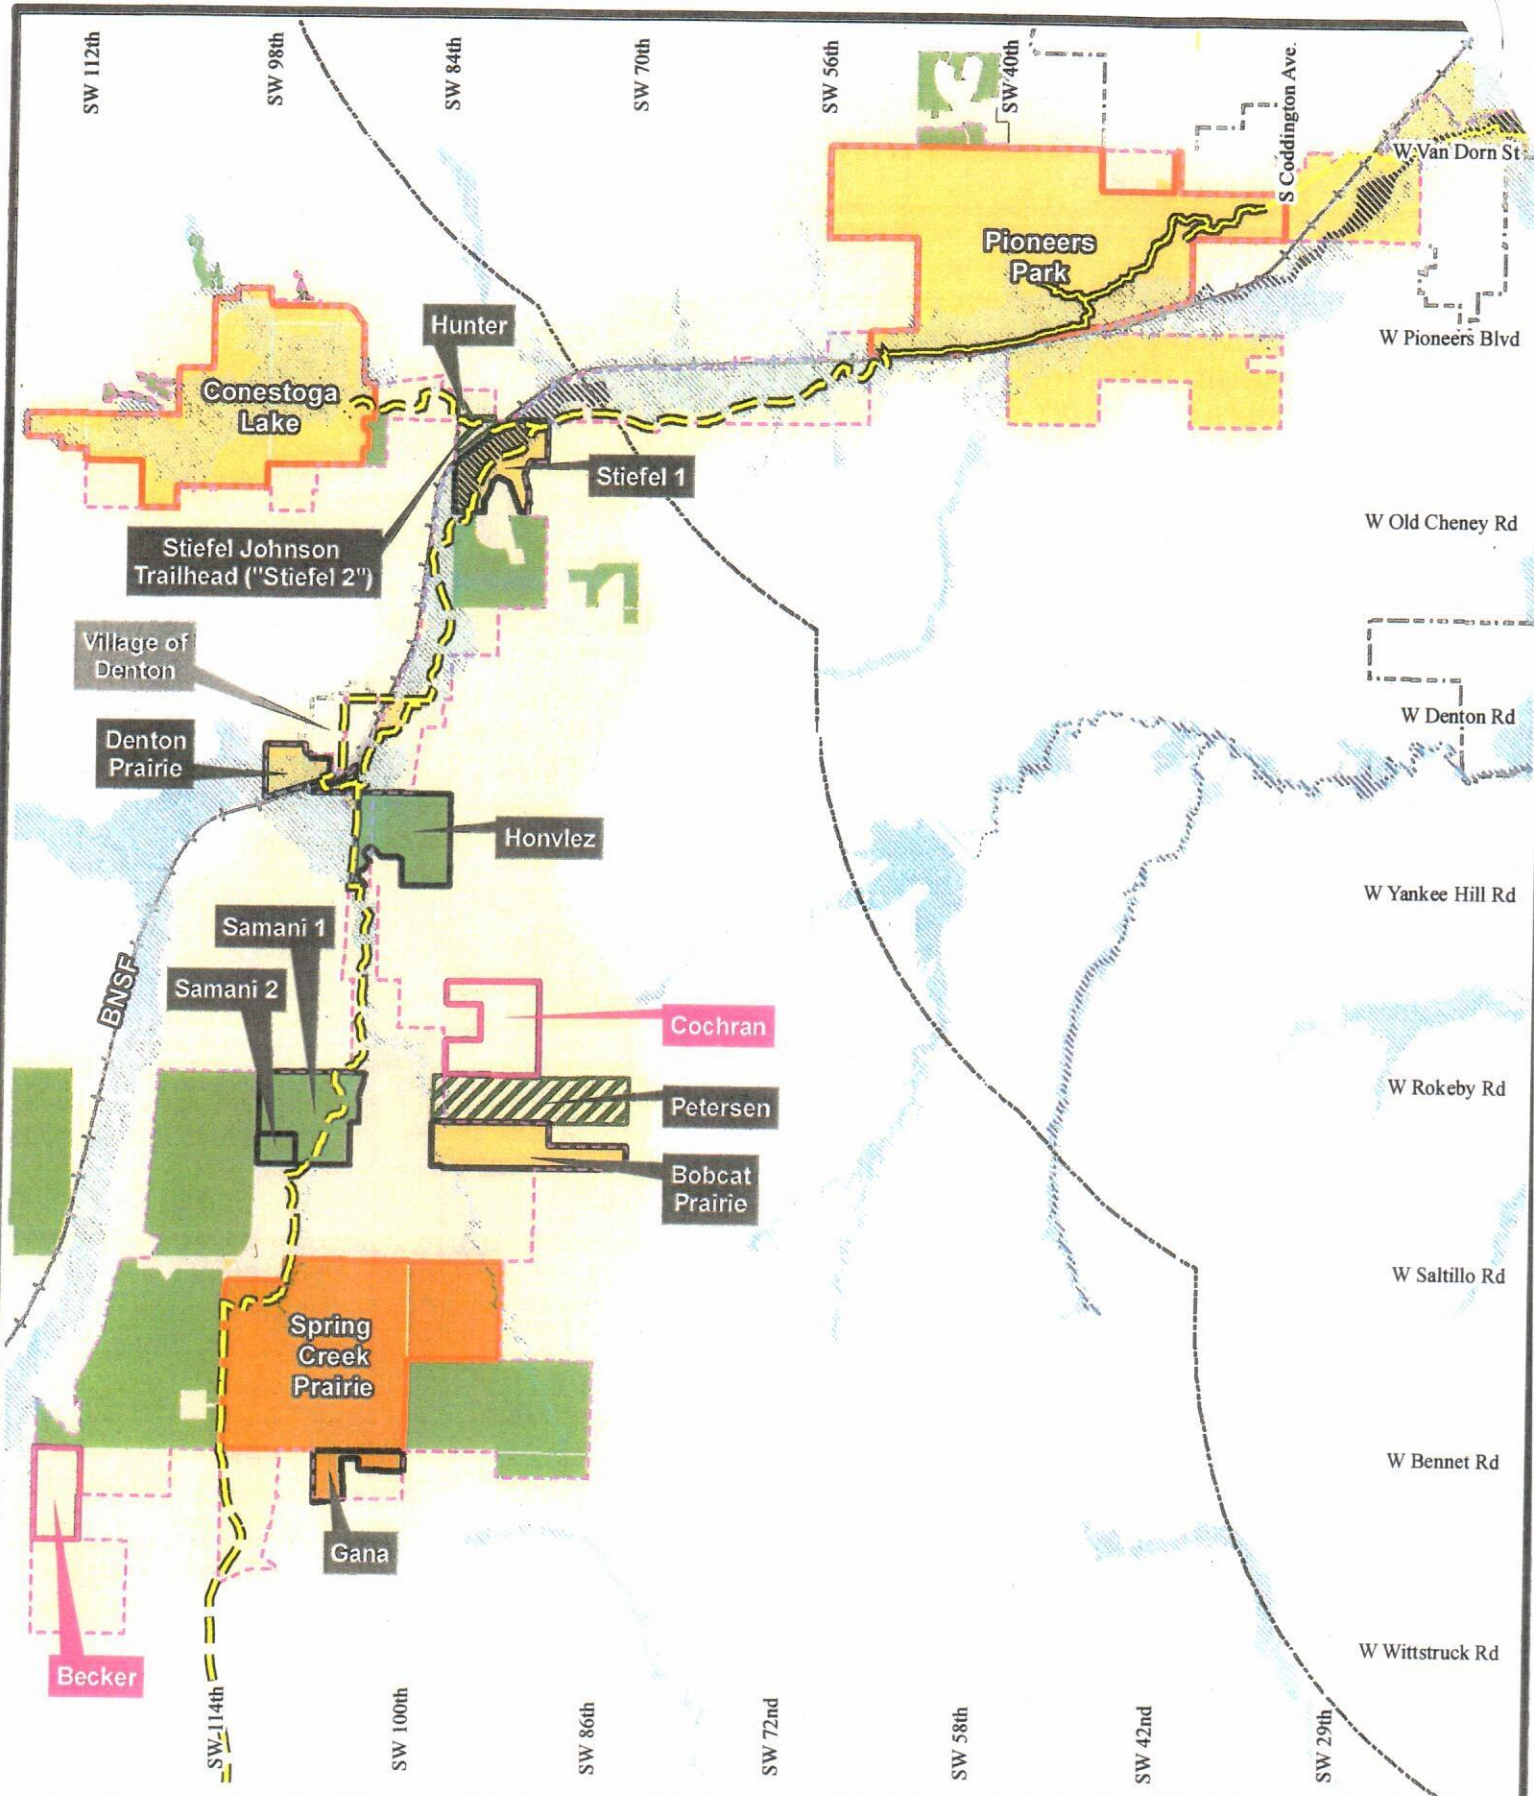 SW 112th
SW 98th
SW 84th
SW 70th
SW 56th
SW 40th
S Coddington Ave.
W Van Dorn St
Pioneers
Park
Hunter
W Pioneers Blvd
Conestoga
Lake
Stiefel 1
W Old Cheney Rd
Stiefel Johnson
Trailhead ("Stiefel 2")
Village of
Denton
W Denton Rd
Denton
Prairie
Honvlez
W Yankee Hill Rd
Samani 1
Samani 2
BNSF
Cochran
W Rokeby Rd
Petersen
Bobcat
Prairie
W Saltillo Rd
Spring
Creek
Prairie
W Bennet Rd
Gana
W Wittstruck Rd
Becker
SW 114th
SW 100th
SW 86th
SW 72nd
SW 58th
SW 42nd
SW 29th